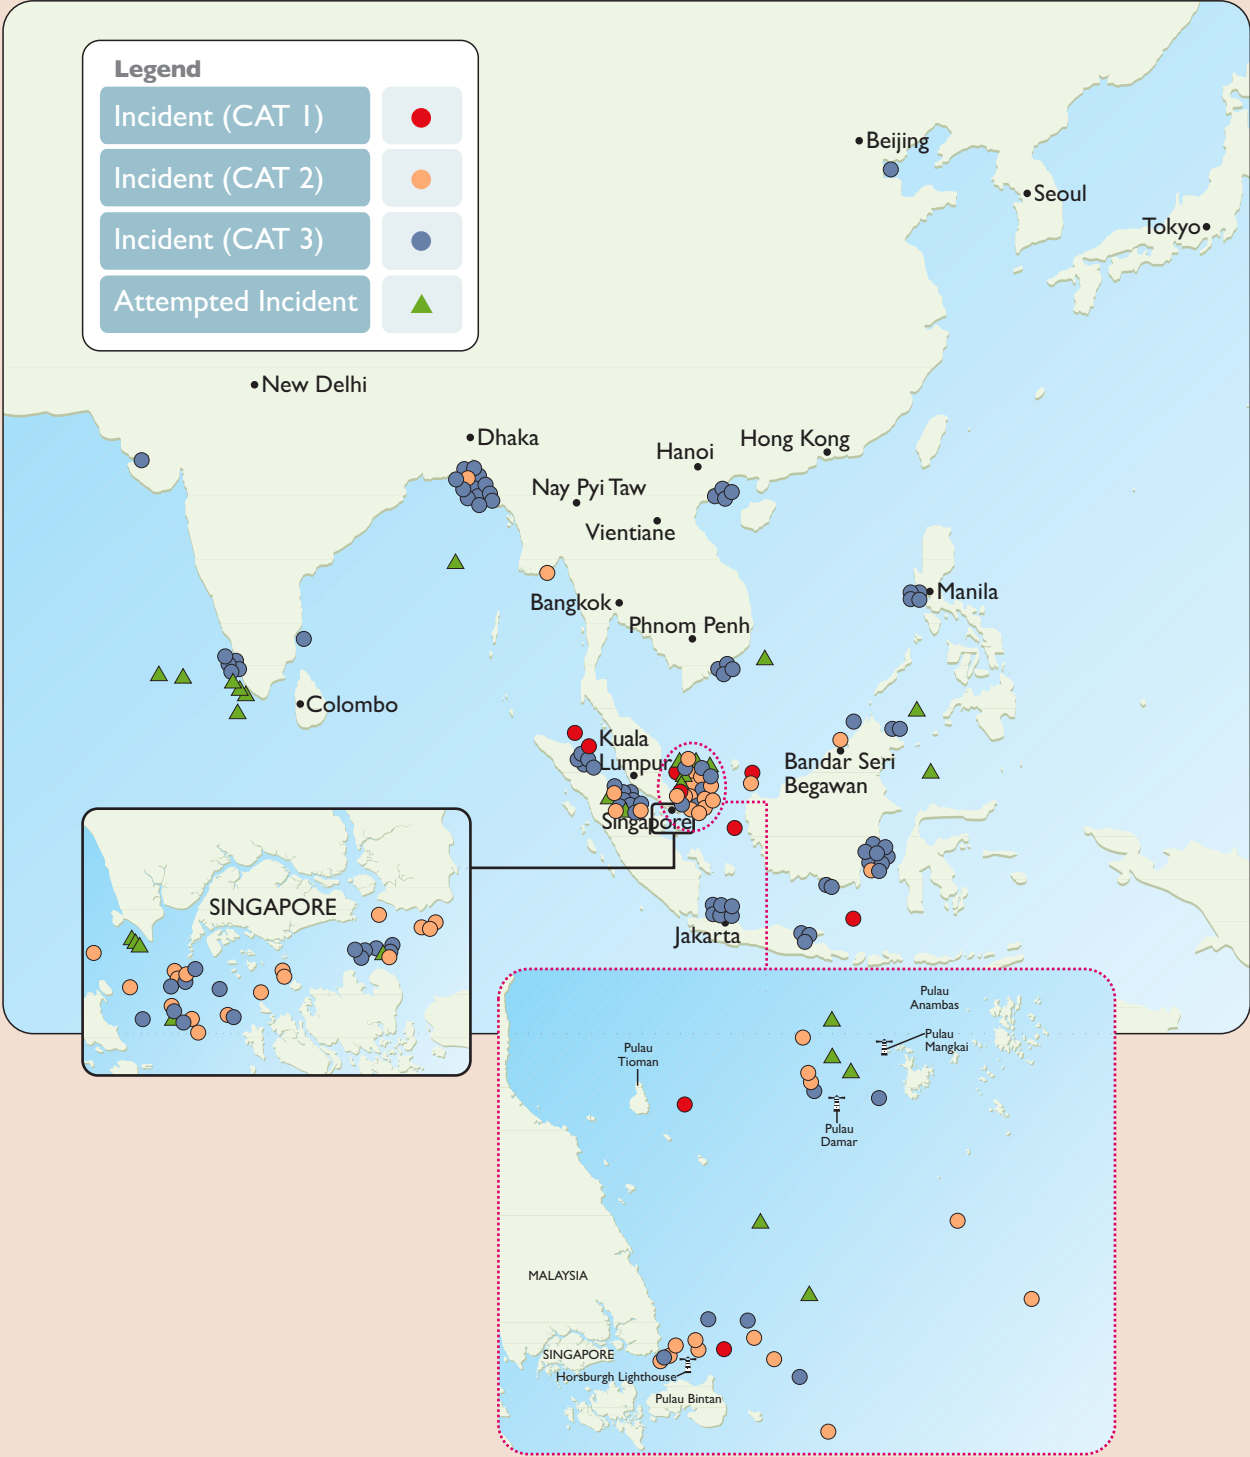 Legend
Incident (CAT 1)
Incident (CAT 2)
Incident (CAT 3)
Attempted Incident
Beijing
Seoul
Tokyo
New Delhi
Dhaka
Hanoi
Hong Kong
Nay Pyi Taw
Vientiane
Manila
Bangkok
Phnom Penh
Colombo
Kuala
Lumpur
Bandar Seri
Begawan
Singapore
Jakarta
SINGAPORE
Pulau
Anambas
Pulau
Mangkai
Pulau
Tioman
Pulau
Damar
MALAYSIA
SINGAPORE
Horsburgh Lighthouse
Pulau Bintan